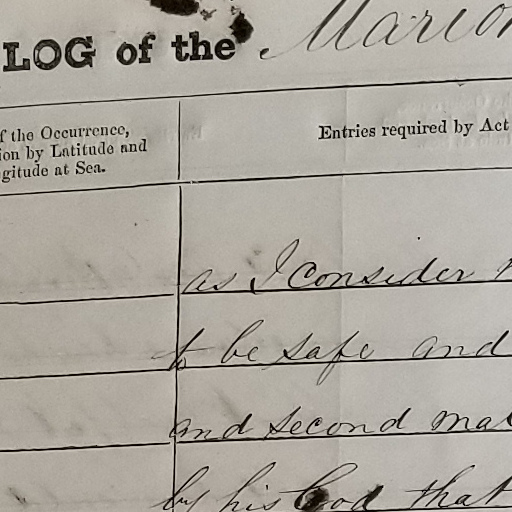 LOG of the Marion
f the Occurrence,
ion by Latitude and
gitude at Sea.
Entries required by Act
as I Consider
to be safe and
and second ma
by his God that